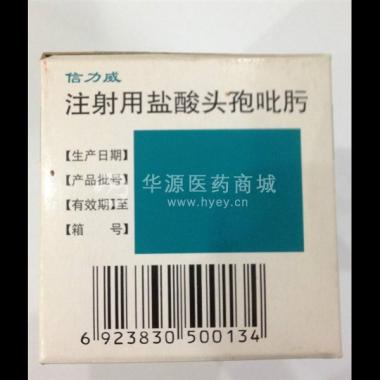 信力威
注射用盐酸头孢吡肟
【生产日期】
【产品批号】
【有效期】至
【箱 号】
华源医药商城
www.hyey.cn
6 923830 500134